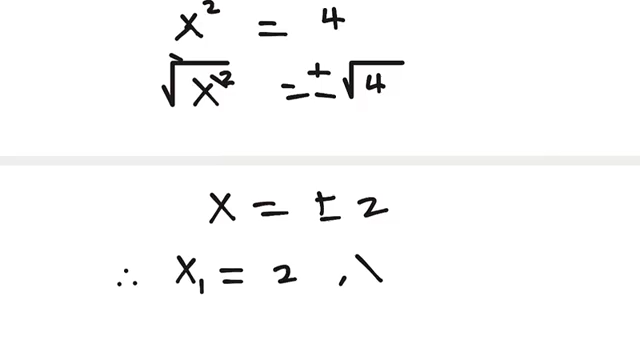 x² = 4
√x² = ±√4
x = ± 2
∴ x₁ = 2 ,